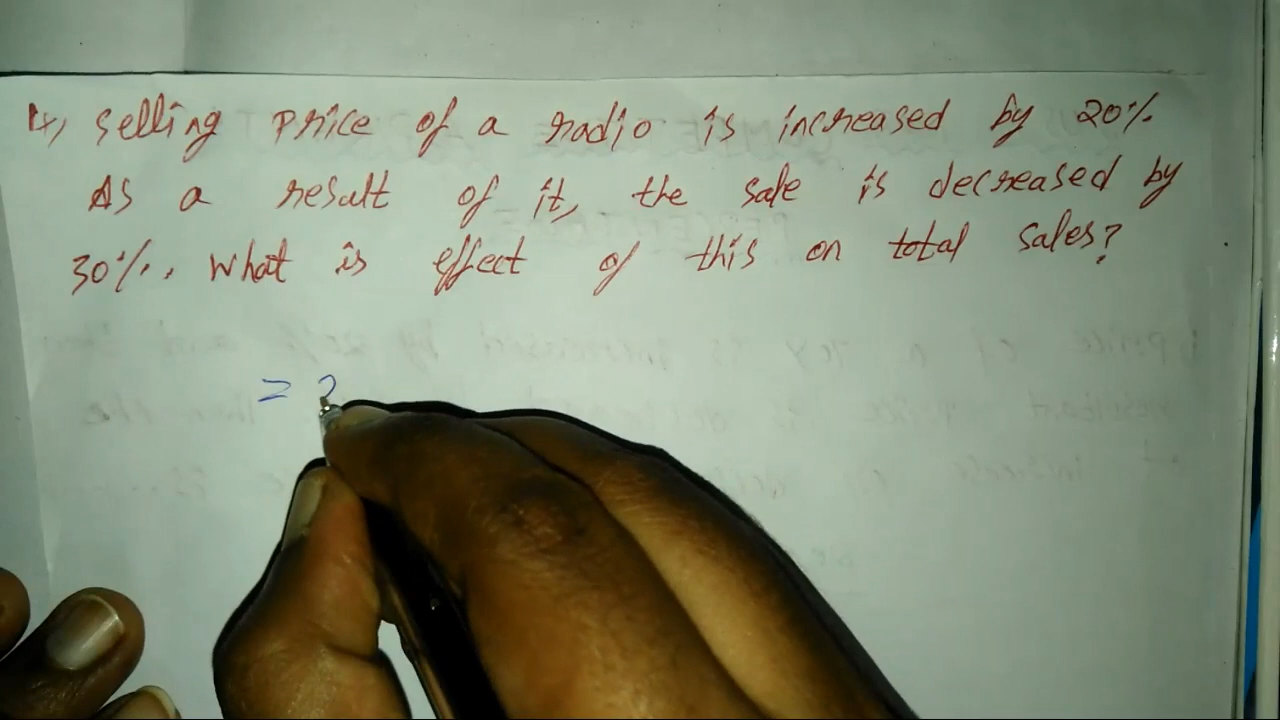 4, selling price of a radio is increased by 20%.
As a result of it, the sale is decreased by
30%. what is effect of this on total sales?
= 2